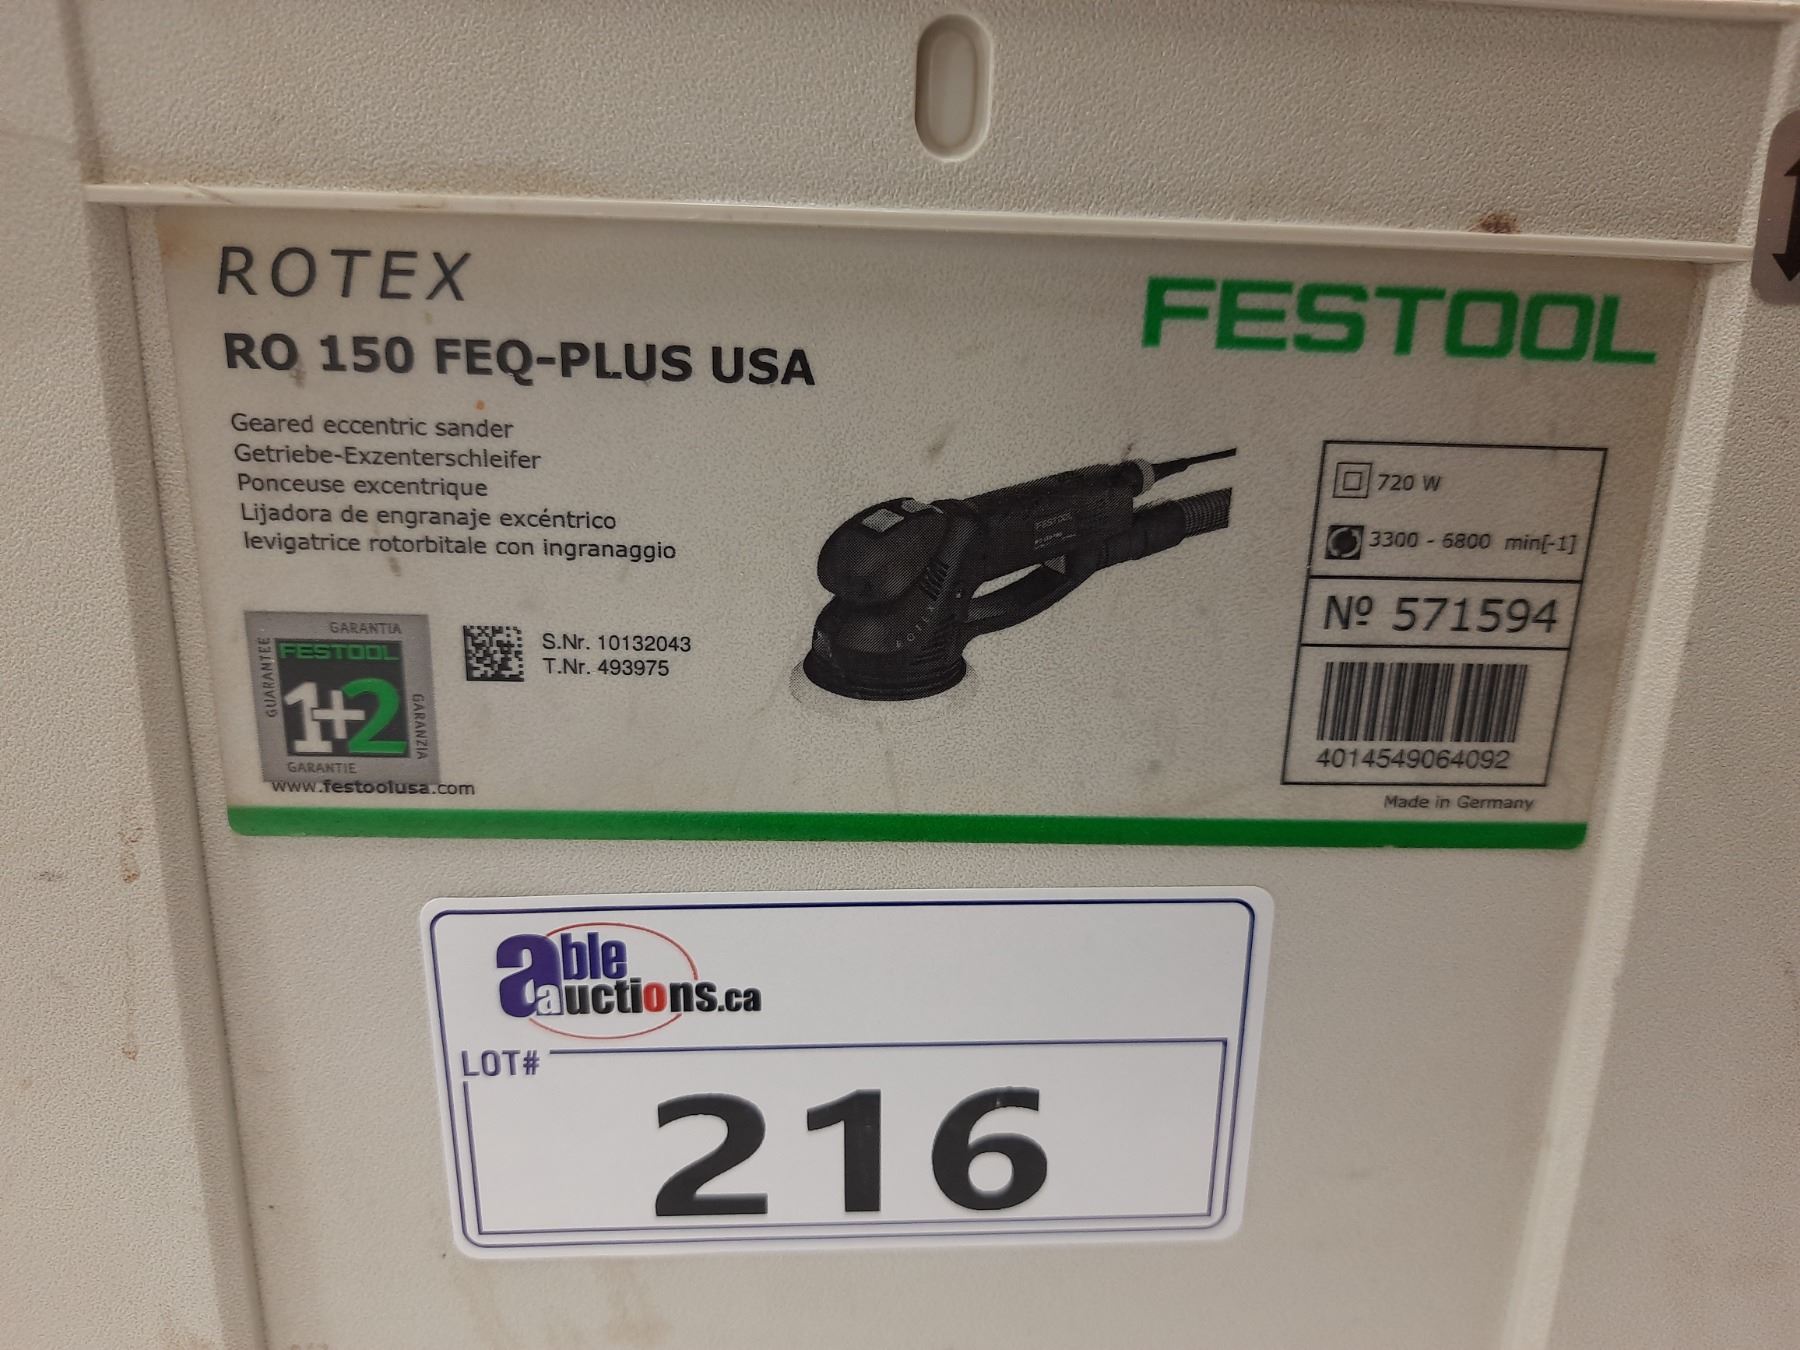 ROTEX
FESTOOL
RO 150 FEQ-PLUS USA
Geared eccentric sander
Getriebe-Exzenterschleifer
Ponceuse excentrique
Lijadora de engranaje excéntrico
levigatrice rotorbitale con ingranaggio
720 W
3300 - 6800 min[-1]
Nº 571594
4014549064092
Made in Germany
FESTOOL
ROTEX
GARANTIA
GUARANTEE
FESTOOL
1+2
GARANZIA
GARANTIE
www.festoolusa.com
S.Nr. 10132043
T.Nr. 493975
able
auctions.ca
LOT#
216